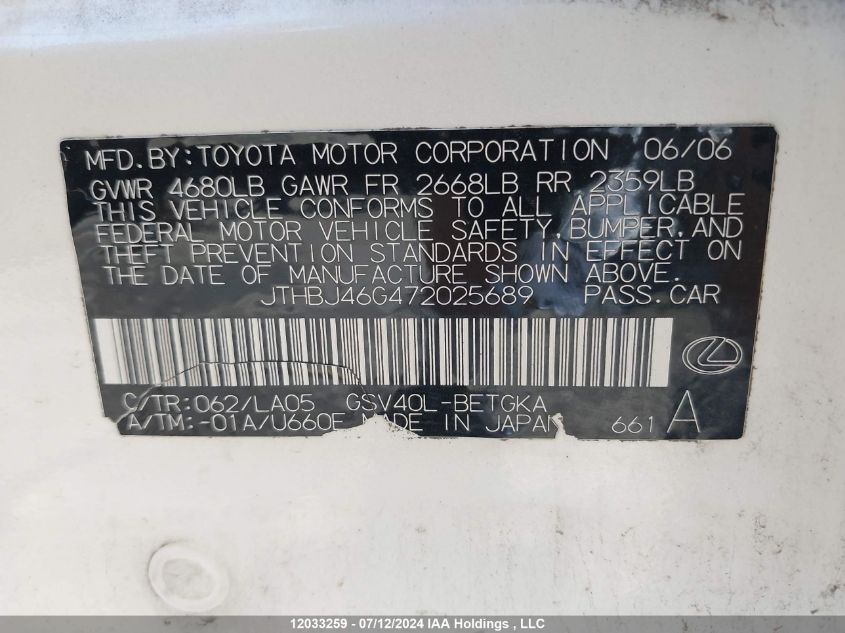 MFD.BY:TOYOTA MOTOR CORPORATION 06/06
GVWR 4680LB GAWR FR 2668LB RR 2359LB
THIS VEHICLE CONFORMS TO ALL APPLICABLE
FEDERAL MOTOR VEHICLE SAFETY,BUMPER,AND
THEFT PREVENTION STANDARDS IN EFFECT ON
THE DATE OF MANUFACTURE SHOWN ABOVE.
JTHBJ46G472025689 PASS.CAR
C/TR:062/LA05 GSV40L-BETGKA
A/TM:-01A/U660E MADE IN JAPAN 661 A
12033259 - 07/12/2024 IAA Holdings , LLC